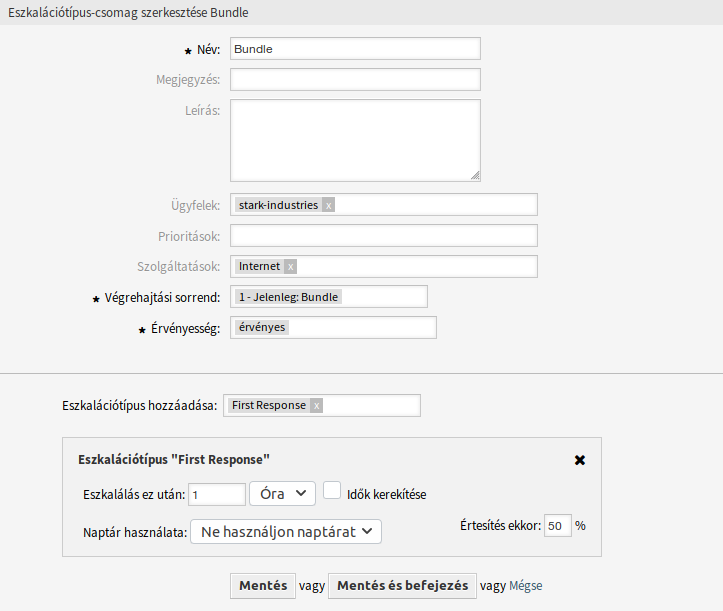 Eszkalációtípus-csomag szerkesztése Bundle
★ Név: Bundle
Megjegyzés:
Leírás:
Ügyfelek: stark-industries x
Prioritások:
Szolgáltatások: Internet x
★ Végrehajtási sorrend: 1 - Jelenleg: Bundle
★ Érvényesség: érvényes
Eszkalációtípus hozzáadása: First Response x
Eszkalációtípus "First Response" ✖
Eszkalálás ez után: 1 Óra Idők kerekítése
Naptár használata: Ne használjon naptárat Értesítés ekkor: 50 %
Mentés vagy Mentés és befejezés vagy Mégse